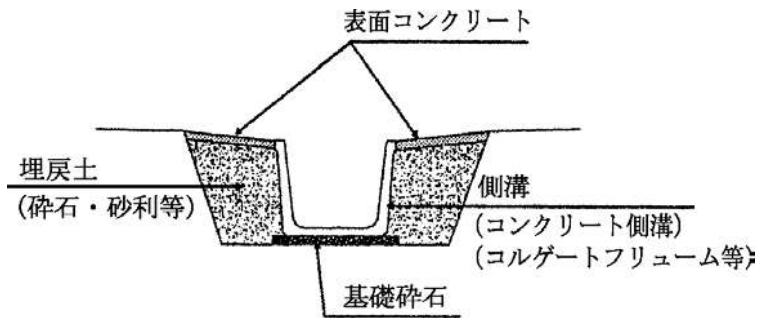 表面コンクリート
埋戻土
(砕石・砂利等)
側溝
(コンクリート側溝)
(コルゲートフリューム等)
基礎砕石